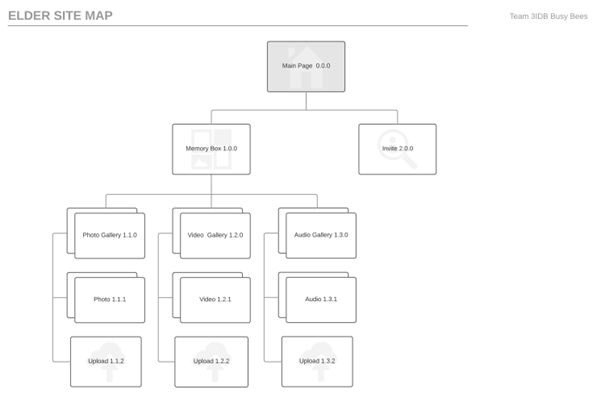 ELDER SITE MAP
Team 3IDB Busy Bees
Main Page 0.0.0
Memory Box 1.0.0
Invite 2.0.0
Photo Gallery 1.1.0
Video Gallery 1.2.0
Audio Gallery 1.3.0
Photo 1.1.1
Video 1.2.1
Audio 1.3.1
Upload 1.1.2
Upload 1.2.2
Upload 1.3.2